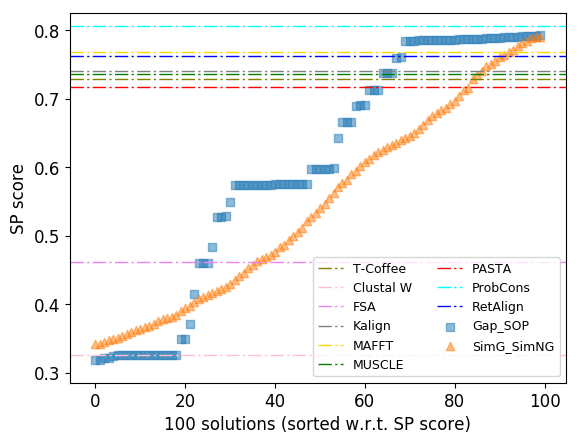 0.8
0.7
0.6
0.5
0.4
0.3
SP score
T-Coffee
Clustal W
FSA
Kalign
MAFFT
MUSCLE
PASTA
ProbCons
RetAlign
Gap_SOP
SimG_SimNG
0 20 40 60 80 100
100 solutions (sorted w.r.t. SP score)